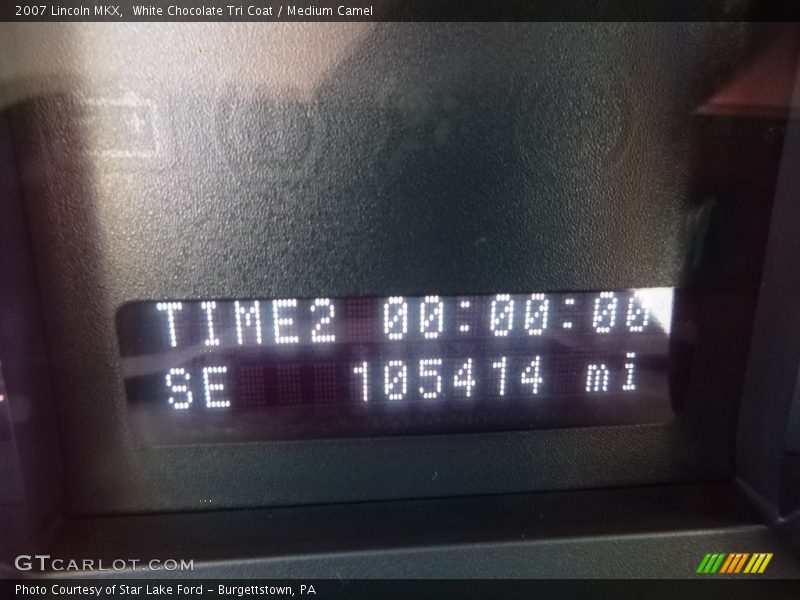 2007 Lincoln MKX, White Chocolate Tri Coat / Medium Camel
TIME2 00:00:00
SE 105414 mi
GTCARLOT.COM
Photo Courtesy of Star Lake Ford - Burgettstown, PA